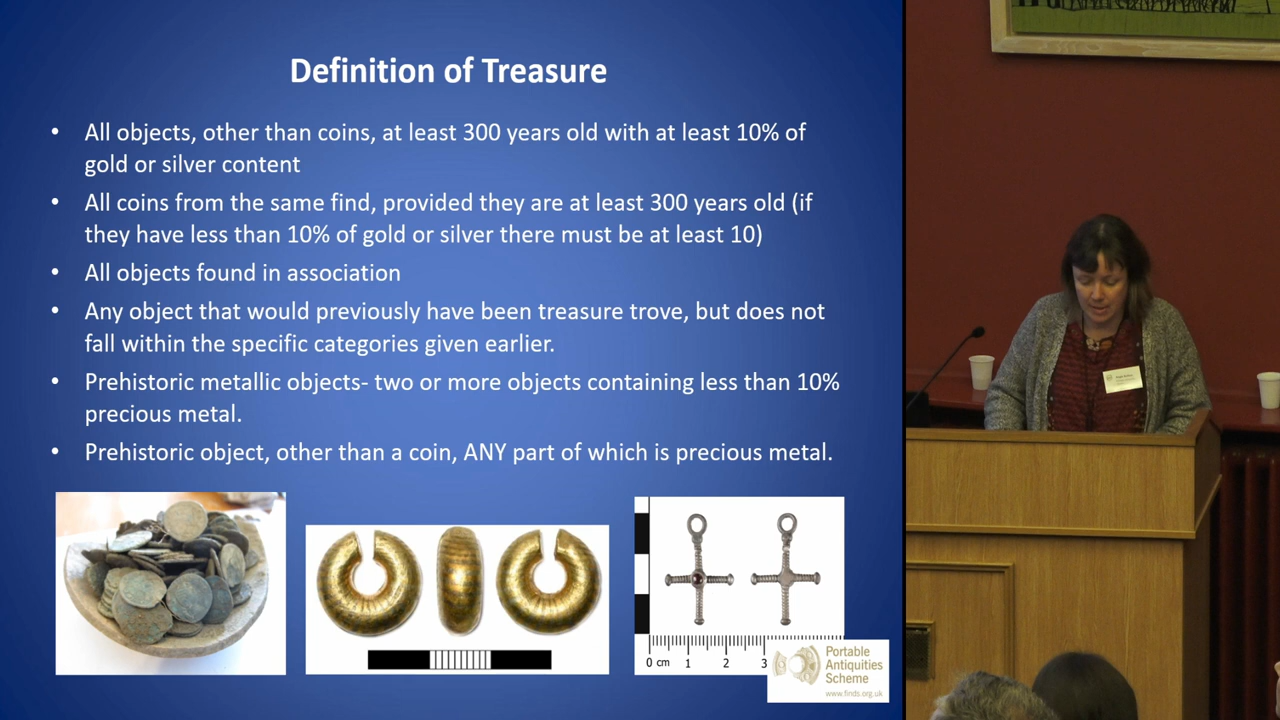 Definition of Treasure
• All objects, other than coins, at least 300 years old with at least 10% of
gold or silver content
• All coins from the same find, provided they are at least 300 years old (if
they have less than 10% of gold or silver there must be at least 10)
• All objects found in association
• Any object that would previously have been treasure trove, but does not
fall within the specific categories given earlier.
• Prehistoric metallic objects- two or more objects containing less than 10%
precious metal.
• Prehistoric object, other than a coin, ANY part of which is precious metal.
0 cm 1 2 3
Portable
Antiquities
Scheme
www.finds.org.uk